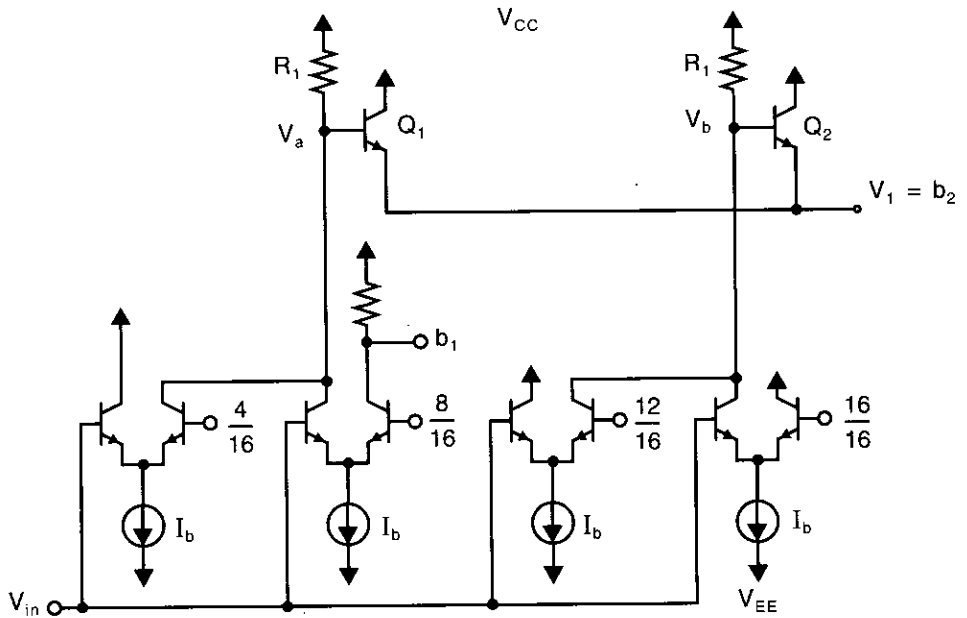 V_CC
R_1
R_1
V_a
Q_1
V_b
Q_2
V_1 = b_2
b_1
4/16
8/16
12/16
16/16
I_b
I_b
I_b
I_b
V_in
V_EE